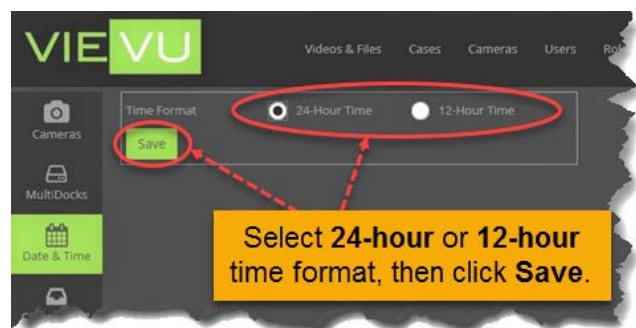 VIEVU
Videos & Files Cases Cameras Users
Cameras
Time Format 24-Hour Time 12-Hour Time
Save
MultiDocks
Date & Time
Select 24-hour or 12-hour
time format, then click Save.